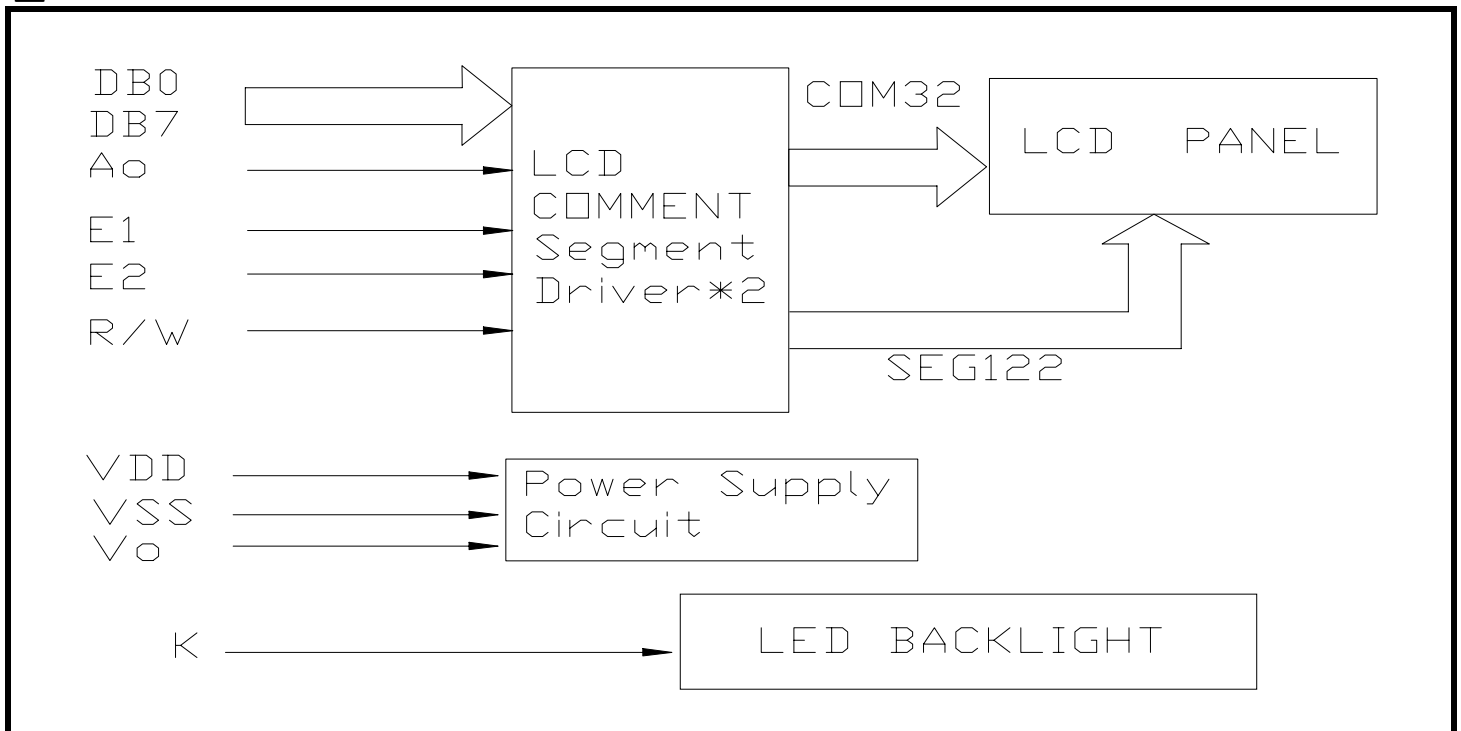 DB0
DB7
Ao
E1
E2
R/W
LCD
COMMENT
Segment
Driver*2
COM32
LCD PANEL
SEG122
VDD
VSS
Vo
Power Supply
Circuit
K
LED BACKLIGHT